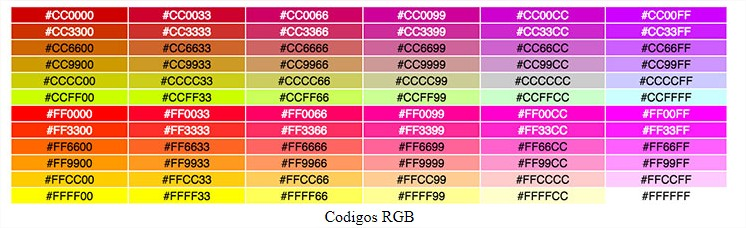 #CC0000 #CC0033 #CC0066 #CC0099 #CC00CC #CC00FF
#CC3300 #CC3333 #CC3366 #CC3399 #CC33CC #CC33FF
#CC6600 #CC6633 #CC6666 #CC6699 #CC66CC #CC66FF
#CC9900 #CC9933 #CC9966 #CC9999 #CC99CC #CC99FF
#CCCC00 #CCCC33 #CCCC66 #CCCC99 #CCCCCC #CCCCFF
#CCFF00 #CCFF33 #CCFF66 #CCFF99 #CCFFCC #CCFFFF
#FF0000 #FF0033 #FF0066 #FF0099 #FF00CC #FF00FF
#FF3300 #FF3333 #FF3366 #FF3399 #FF33CC #FF33FF
#FF6600 #FF6633 #FF6666 #FF6699 #FF66CC #FF66FF
#FF9900 #FF9933 #FF9966 #FF9999 #FF99CC #FF99FF
#FFCC00 #FFCC33 #FFCC66 #FFCC99 #FFCCCC #FFCCFF
#FFFF00 #FFFF33 #FFFF66 #FFFF99 #FFFFCC #FFFFFF
Codigos RGB